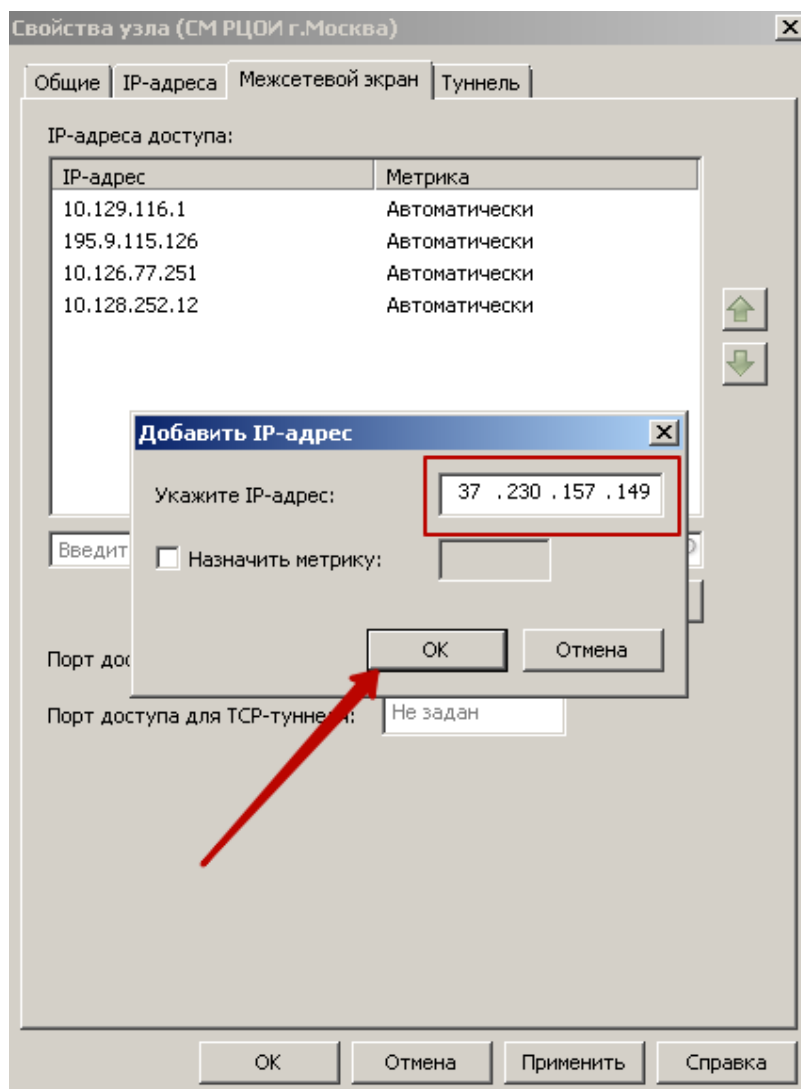 Свойства узла (СМ РЦОИ г.Москва)
Общие IP-адреса Межсетевой экран Туннель
IP-адреса доступа:
IP-адрес Метрика
10.129.116.1 Автоматически
195.9.115.126 Автоматически
10.126.77.251 Автоматически
10.128.252.12 Автоматически
Добавить IP-адрес
Укажите IP-адрес: 37 .230 .157 .149
Введит
Назначить метрику:
ОК Отмена
Порт дос
Порт доступа для TCP-туннеля: Не задан
ОК Отмена Применить Справка